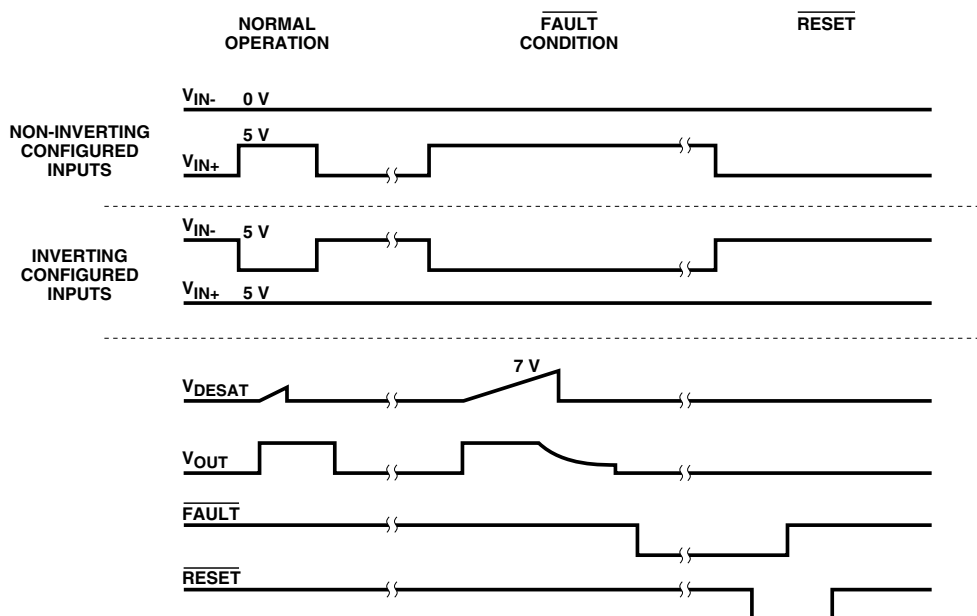 NORMAL
OPERATION
FAULT
CONDITION
RESET
NON-INVERTING
CONFIGURED
INPUTS
VIN- 0 V
5 V
VIN+
INVERTING
CONFIGURED
INPUTS
VIN- 5 V
VIN+ 5 V
7 V
VDESAT
VOUT
FAULT
RESET